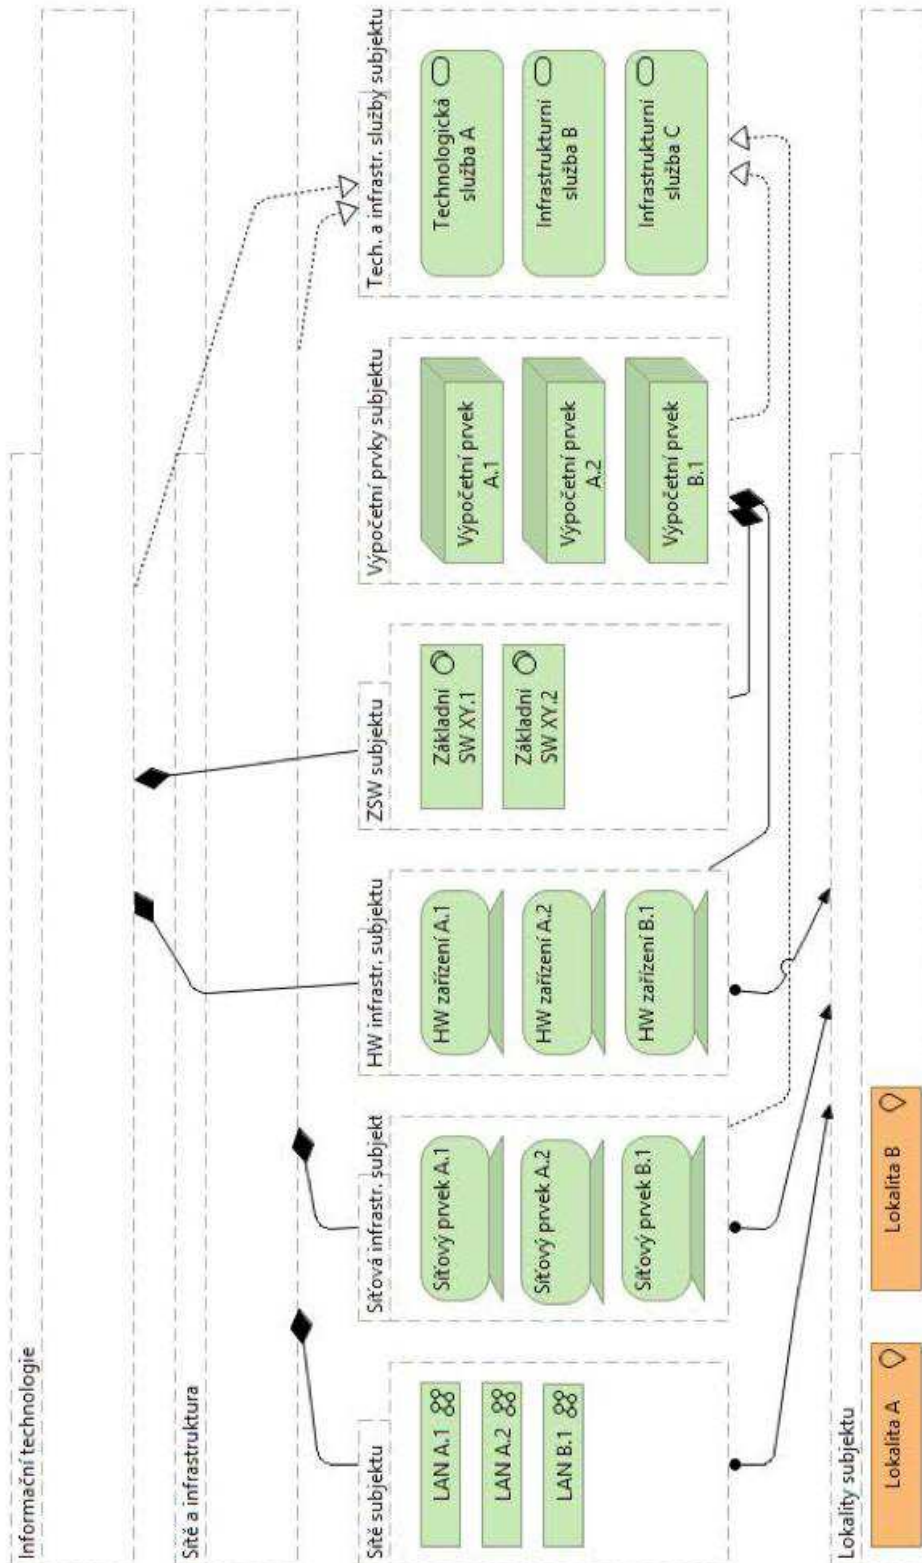 Informační technologie
Sítě a infrastruktura
Sítě subjektu
LAN A.1
LAN A.2
LAN B.1
Síťová infrastr. subjekt
Síťový prvek A.1
Síťový prvek A.2
Síťový prvek B.1
HW infrastr. subjektu
HW zařízení A.1
HW zařízení A.2
HW zařízení B.1
ZSW subjektu
Základní
SW XY.1
Základní
SW XY.2
Výpočetní prvky subjektu
Výpočetní prvek
A.1
Výpočetní prvek
A.2
Výpočetní prvek
B.1
Tech. a infrastr. služby subjektu
Technologická
služba A
Infrastrukturní
služba B
Infrastrukturní
služba C
Lokality subjektu
Lokalita A
Lokalita B